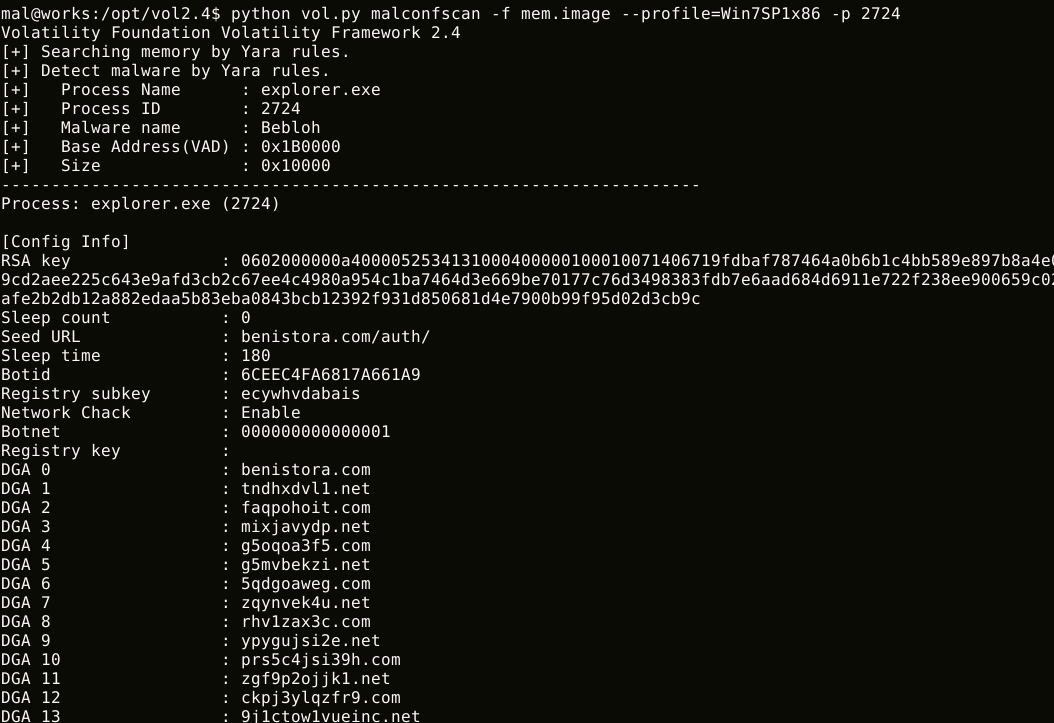 mal@works:/opt/vol2.4$ python vol.py malconfscan -f mem.image --profile=Win7SP1x86 -p 2724
Volatility Foundation Volatility Framework 2.4
[+] Searching memory by Yara rules.
[+] Detect malware by Yara rules.
[+]   Process Name      : explorer.exe
[+]   Process ID        : 2724
[+]   Malware name      : Bebloh
[+]   Base Address(VAD) : 0x1B0000
[+]   Size              : 0x10000
----------------------------------------------------------------------
Process: explorer.exe (2724)
[Config Info]
RSA key               : 0602000000a4000052534131000400000100010071406719fdbaf787464a0b6b1c4bb589e897b8a4e0
9cd2aee225c643e9afd3cb2c67ee4c4980a954c1ba7464d3e669be70177c76d3498383fdb7e6aad684d6911e722f238ee900659c02
afe2b2db12a882edaa5b83eba0843bcb12392f931d850681d4e7900b99f95d02d3cb9c
Sleep count           : 0
Seed URL              : benistora.com/auth/
Sleep time            : 180
Botid                 : 6CEEC4FA6817A661A9
Registry subkey       : ecywhvdabais
Network Chack         : Enable
Botnet                : 000000000000001
Registry key          :
DGA 0                 : benistora.com
DGA 1                 : tndhxdvl1.net
DGA 2                 : faqpohoit.com
DGA 3                 : mixjavydp.net
DGA 4                 : g5oqoa3f5.com
DGA 5                 : g5mvbekzi.net
DGA 6                 : 5qdgoaweg.com
DGA 7                 : zqynvek4u.net
DGA 8                 : rhv1zax3c.com
DGA 9                 : ypygujsi2e.net
DGA 10                : prs5c4jsi39h.com
DGA 11                : zgf9p2ojjk1.net
DGA 12                : ckpj3ylqzfr9.com
DGA 13                : 9j1ctow1vueinc.net